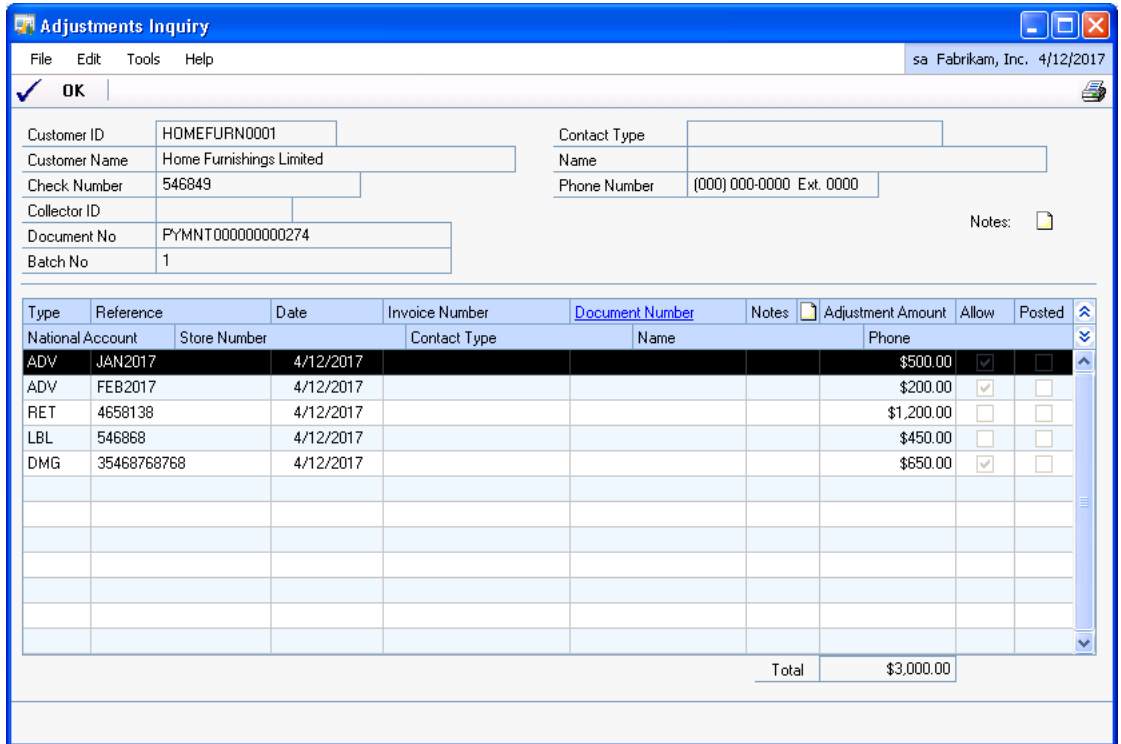 Adjustments Inquiry
File Edit Tools Help sa Fabrikam, Inc. 4/12/2017
OK
Customer ID HOMEFURN0001 Contact Type
Customer Name Home Furnishings Limited Name
Check Number 546849 Phone Number (000) 000-0000 Ext. 0000
Collector ID
Notes:
Document No PYMNT000000000274
Batch No 1
Type Reference Date Invoice Number Document Number Notes Adjustment Amount Allow Posted
National Account Store Number Contact Type Name Phone
ADV JAN2017 4/12/2017 $500.00
ADV FEB2017 4/12/2017 $200.00
RET 4658138 4/12/2017 $1,200.00
LBL 546868 4/12/2017 $450.00
DMG 35468768768 4/12/2017 $650.00
Total $3,000.00